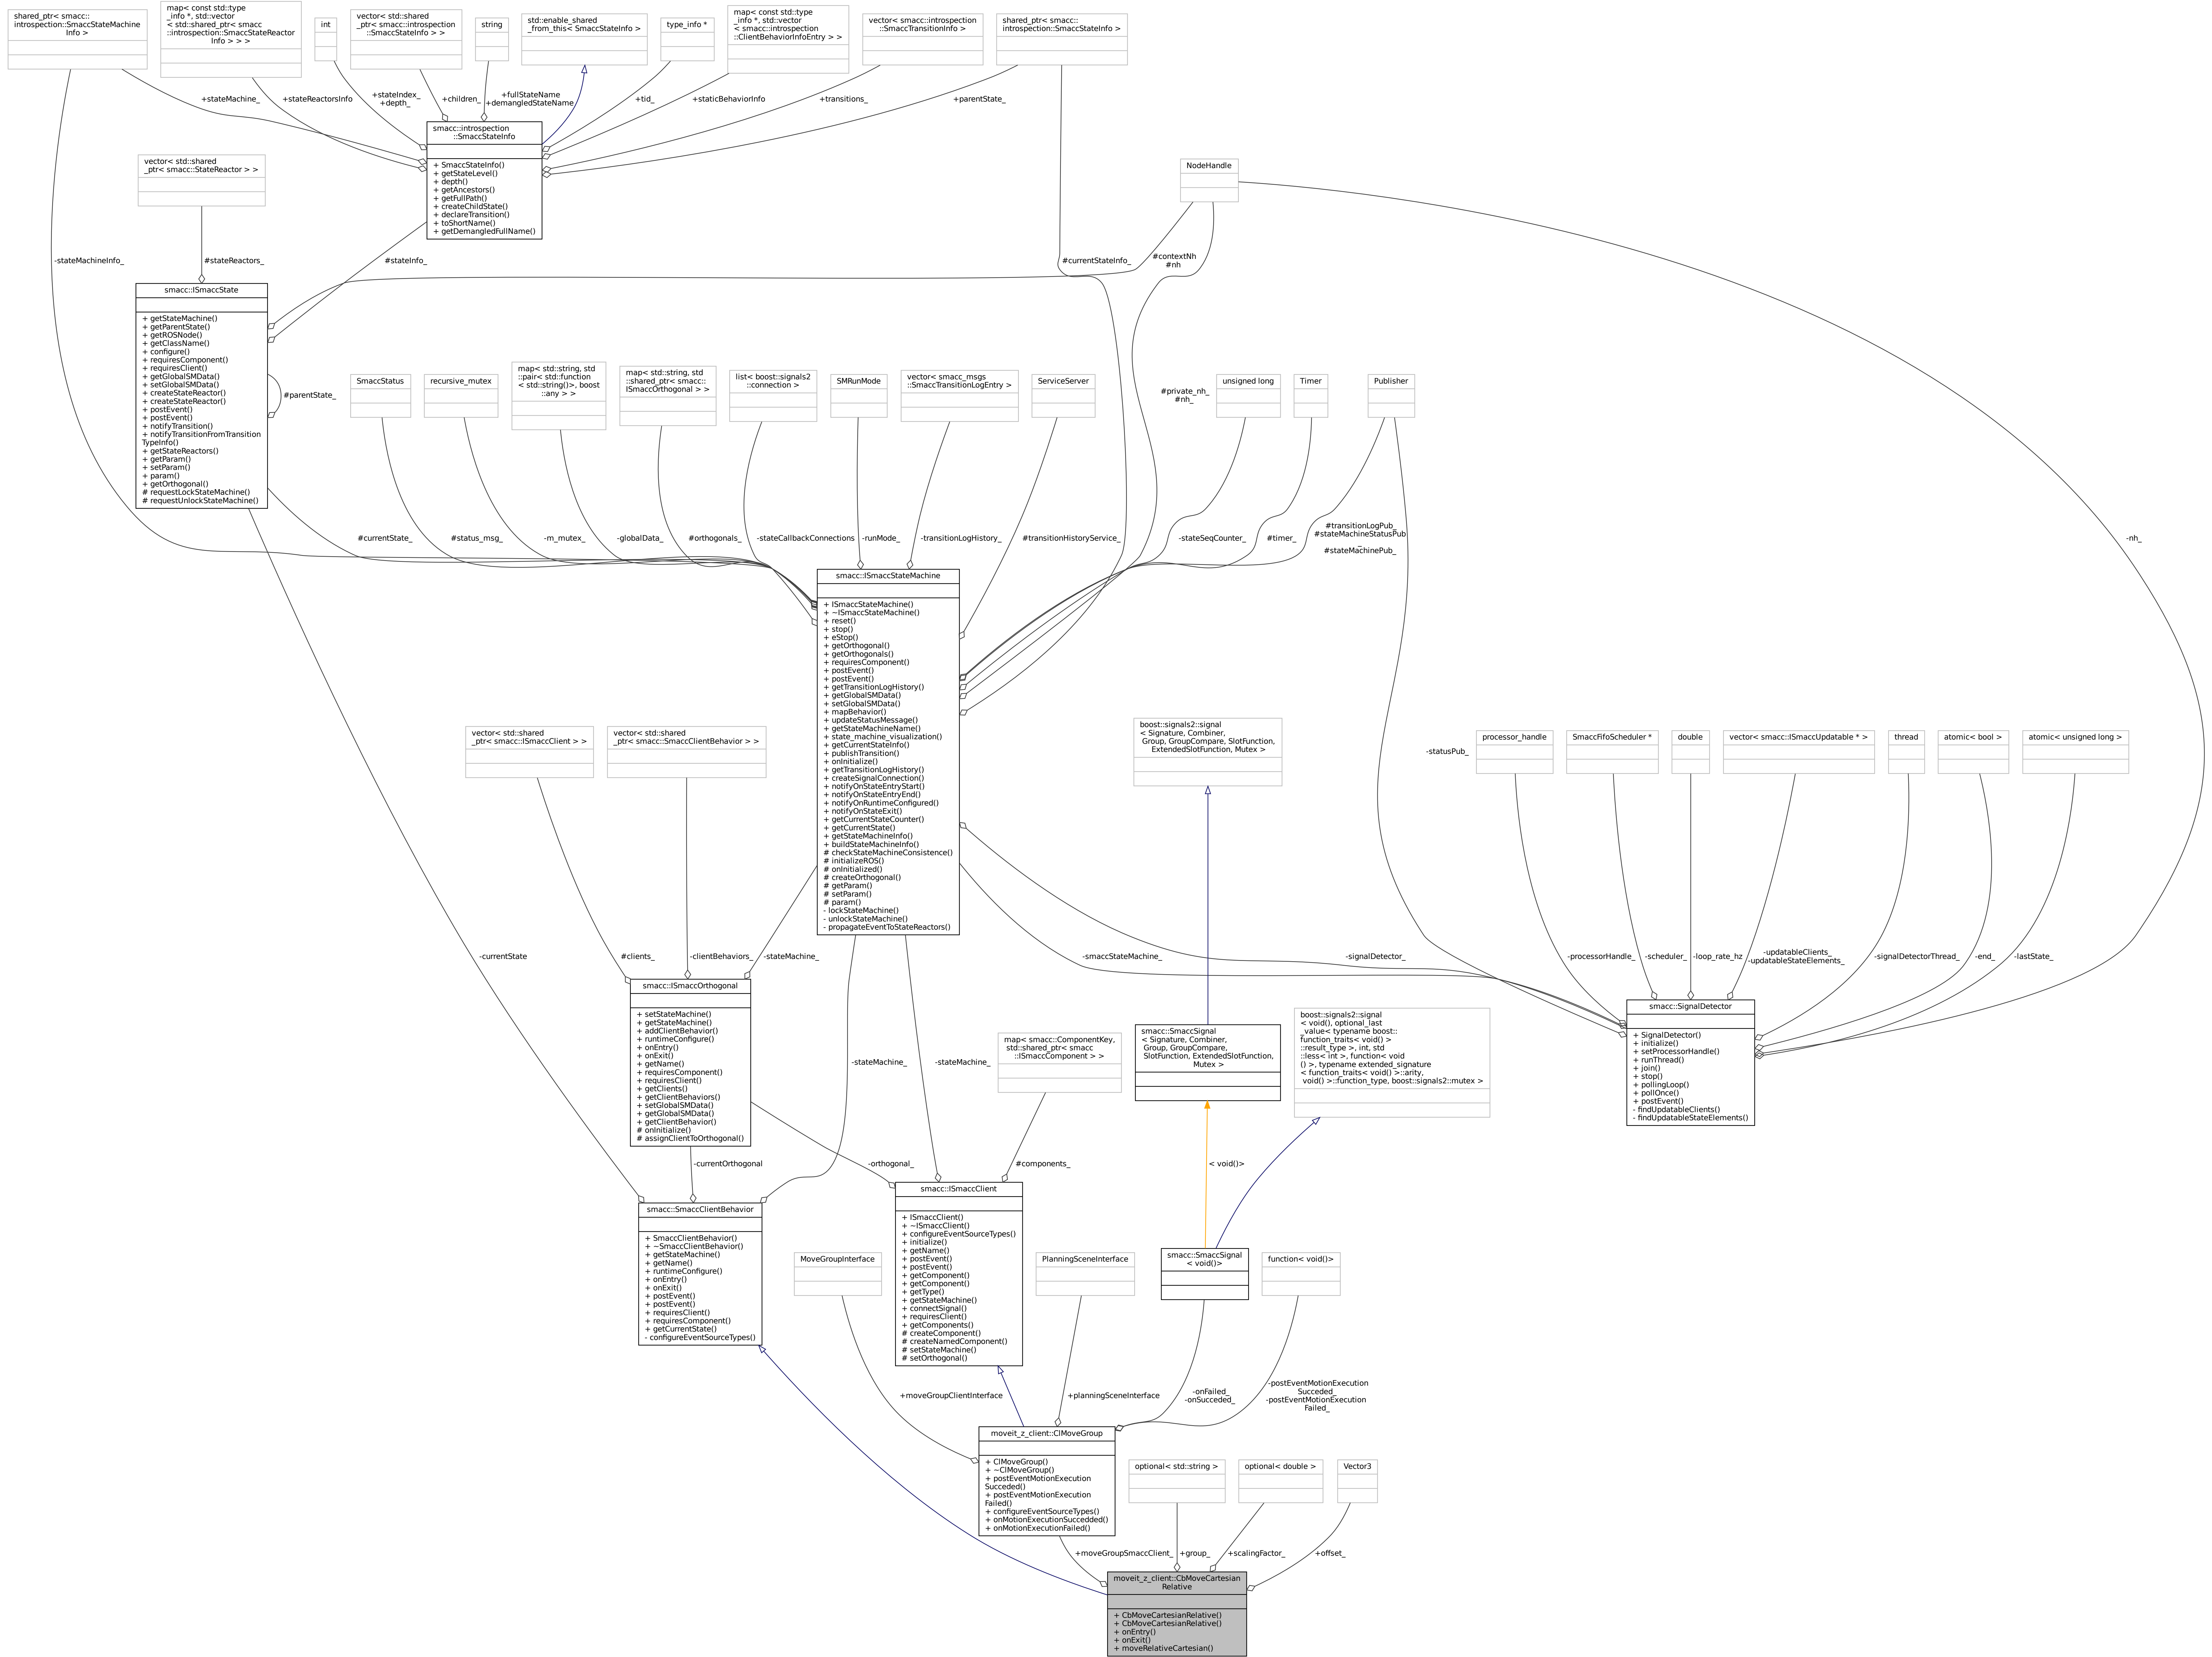 shared_ptr< smacc::
introspection::SmaccStateMachine
Info >
map< const std::type
_info *, std::vector
< std::shared_ptr< smacc
::introspection::SmaccStateReactor
Info > > >
int
vector< std::shared
_ptr< smacc::introspection
::SmaccStateInfo > >
string
std::enable_shared
_from_this< SmaccStateInfo >
type_info *
map< const std::type
_info *, std::vector
< smacc::introspection
::ClientBehaviorInfoEntry > >
vector< smacc::introspection
::SmaccTransitionInfo >
shared_ptr< smacc::
introspection::SmaccStateInfo >
+stateMachine_
+stateReactorsInfo
+stateIndex_
+depth_
+children_
+fullStateName
+demangledStateName
+tid_
+staticBehaviorInfo
+transitions_
+parentState_
smacc::introspection
::SmaccStateInfo
+ SmaccStateInfo()
+ getStateLevel()
+ depth()
+ getAncestors()
+ getFullPath()
+ createChildState()
+ declareTransition()
+ toShortName()
+ getDemangledFullName()
vector< std::shared
_ptr< smacc::StateReactor > >
NodeHandle
-stateMachineInfo_
#stateReactors_
#stateInfo_
#contextNh
#nh
#currentStateInfo_
-nh_
smacc::ISmaccState
+ getStateMachine()
+ getParentState()
+ getROSNode()
+ getClassName()
+ configure()
+ requiresComponent()
+ requiresClient()
+ getGlobalSMData()
+ setGlobalSMData()
+ createStateReactor()
+ createStateReactor()
+ postEvent()
+ postEvent()
+ notifyTransition()
+ notifyTransitionFromTransition
TypeInfo()
+ getStateReactors()
+ getParam()
+ setParam()
+ param()
+ getOrthogonal()
# requestLockStateMachine()
# requestUnlockStateMachine()
#parentState_
SmaccStatus
recursive_mutex
map< std::string, std
::pair< std::function
< std::string()>, boost
::any > >
map< std::string, std
::shared_ptr< smacc::
ISmaccOrthogonal > >
list< boost::signals2
::connection >
SMRunMode
vector< smacc_msgs
::SmaccTransitionLogEntry >
ServiceServer
#private_nh_
#nh_
unsigned long
Timer
Publisher
#currentState_
#status_msg_
-m_mutex_
-globalData_
#orthogonals_
-stateCallbackConnections
-runMode_
-transitionLogHistory_
#transitionHistoryService_
-stateSeqCounter_
#timer_
#transitionLogPub_
#stateMachineStatusPub
_
#stateMachinePub_
smacc::ISmaccStateMachine
+ ISmaccStateMachine()
+ ~ISmaccStateMachine()
+ reset()
+ stop()
+ eStop()
+ getOrthogonal()
+ getOrthogonals()
+ requiresComponent()
+ postEvent()
+ postEvent()
+ getTransitionLogHistory()
+ getGlobalSMData()
+ setGlobalSMData()
+ mapBehavior()
+ updateStatusMessage()
+ getStateMachineName()
+ state_machine_visualization()
+ getCurrentStateInfo()
+ publishTransition()
+ onInitialize()
+ getTransitionLogHistory()
+ createSignalConnection()
+ notifyOnStateEntryStart()
+ notifyOnStateEntryEnd()
+ notifyOnRuntimeConfigured()
+ notifyOnStateExit()
+ getCurrentStateCounter()
+ getCurrentState()
+ getStateMachineInfo()
+ buildStateMachineInfo()
# checkStateMachineConsistence()
# initializeROS()
# onInitialized()
# createOrthogonal()
# getParam()
# setParam()
# param()
- lockStateMachine()
- unlockStateMachine()
- propagateEventToStateReactors()
vector< std::shared
_ptr< smacc::ISmaccClient > >
vector< std::shared
_ptr< smacc::SmaccClientBehavior > >
boost::signals2::signal
< Signature, Combiner,
Group, GroupCompare, SlotFunction,
ExtendedSlotFunction, Mutex >
-statusPub_
processor_handle
SmaccFifoScheduler *
double
vector< smacc::ISmaccUpdatable * >
thread
atomic< bool >
atomic< unsigned long >
-currentState
#clients_
-clientBehaviors_
-stateMachine_
-smaccStateMachine_
-signalDetector_
-processorHandle_
-scheduler_
-loop_rate_hz
-updatableClients_
-updatableStateElements_
-signalDetectorThread_
-end_
-lastState_
smacc::ISmaccOrthogonal
+ setStateMachine()
+ getStateMachine()
+ addClientBehavior()
+ runtimeConfigure()
+ onEntry()
+ onExit()
+ getName()
+ requiresComponent()
+ requiresClient()
+ getClients()
+ getClientBehaviors()
+ setGlobalSMData()
+ getGlobalSMData()
+ getClientBehavior()
# onInitialize()
# assignClientToOrthogonal()
-stateMachine_
-stateMachine_
map< smacc::ComponentKey,
std::shared_ptr< smacc
::ISmaccComponent > >
smacc::SmaccSignal
< Signature, Combiner,
Group, GroupCompare,
SlotFunction, ExtendedSlotFunction,
Mutex >
boost::signals2::signal
< void(), optional_last
_value< typename boost::
function_traits< void() >
::result_type >, int, std
::less< int >, function< void
() >, typename extended_signature
< function_traits< void() >::arity,
void() >::function_type, boost::signals2::mutex >
smacc::SignalDetector
+ SignalDetector()
+ initialize()
+ setProcessorHandle()
+ runThread()
+ join()
+ stop()
+ pollingLoop()
+ pollOnce()
+ postEvent()
- findUpdatableClients()
- findUpdatableStateElements()
-currentOrthogonal
-orthogonal_
#components_
< void()>
smacc::SmaccClientBehavior
+ SmaccClientBehavior()
+ ~SmaccClientBehavior()
+ getStateMachine()
+ getName()
+ runtimeConfigure()
+ onEntry()
+ onExit()
+ postEvent()
+ postEvent()
+ requiresClient()
+ requiresComponent()
+ getCurrentState()
- configureEventSourceTypes()
smacc::ISmaccClient
+ ISmaccClient()
+ ~ISmaccClient()
+ configureEventSourceTypes()
+ initialize()
+ getName()
+ postEvent()
+ postEvent()
+ getComponent()
+ getComponent()
+ getType()
+ getStateMachine()
+ connectSignal()
+ requiresClient()
+ getComponents()
# createComponent()
# createNamedComponent()
# setStateMachine()
# setOrthogonal()
MoveGroupInterface
PlanningSceneInterface
smacc::SmaccSignal
< void()>
function< void()>
+moveGroupClientInterface
+planningSceneInterface
-onFailed_
-onSucceded_
-postEventMotionExecution
Succeded_
-postEventMotionExecution
Failed_
moveit_z_client::ClMoveGroup
+ ClMoveGroup()
+ ~ClMoveGroup()
+ postEventMotionExecution
Succeded()
+ postEventMotionExecution
Failed()
+ configureEventSourceTypes()
+ onMotionExecutionSuccedded()
+ onMotionExecutionFailed()
optional< std::string >
optional< double >
Vector3
+moveGroupSmaccClient_
+group_
+scalingFactor_
+offset_
moveit_z_client::CbMoveCartesian
Relative
+ CbMoveCartesianRelative()
+ CbMoveCartesianRelative()
+ onEntry()
+ onExit()
+ moveRelativeCartesian()